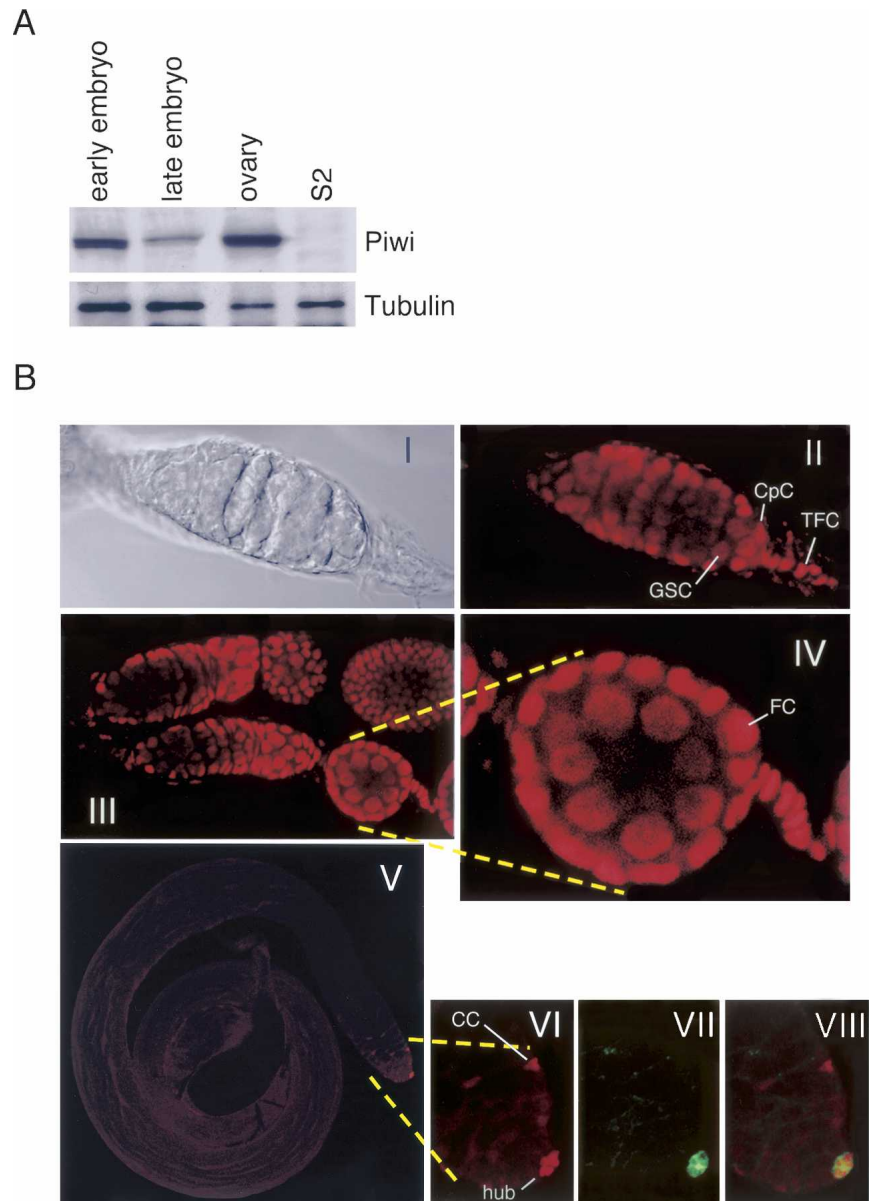 A
early embryo
late embryo
ovary
S2
Piwi
Tubulin
B
I
II
CpC
TFC
GSC
III
IV
FC
V
CC
VI
VII
VIII
hub